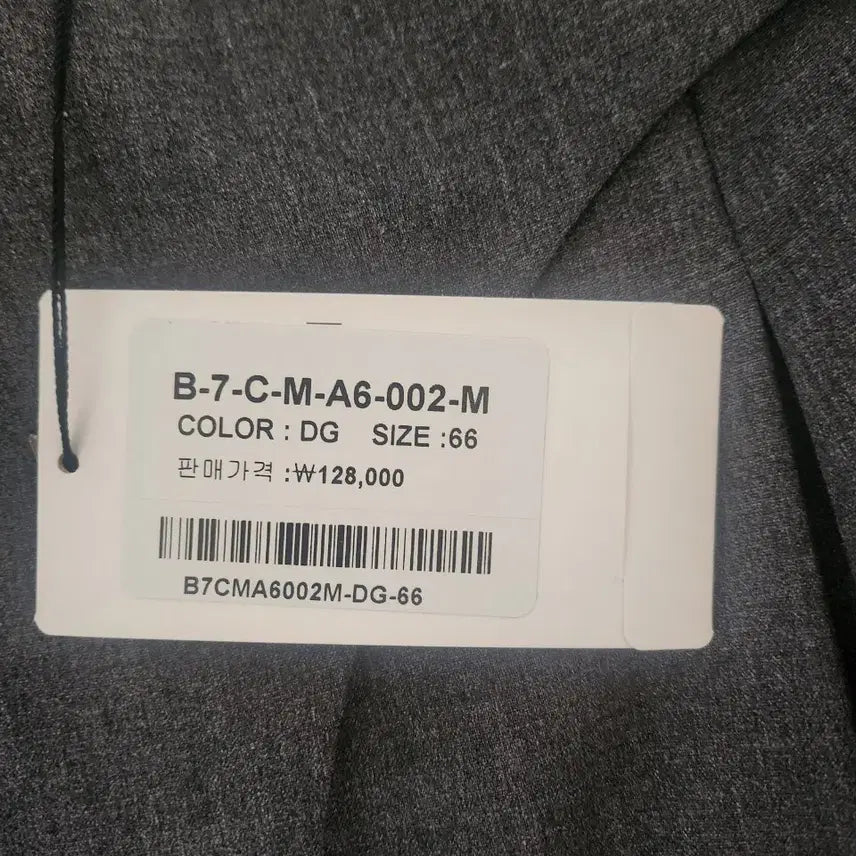 B-7-C-M-A6-002-M
COLOR : DG SIZE :66
판매가격 :₩128,000
B7CMA6002M-DG-66